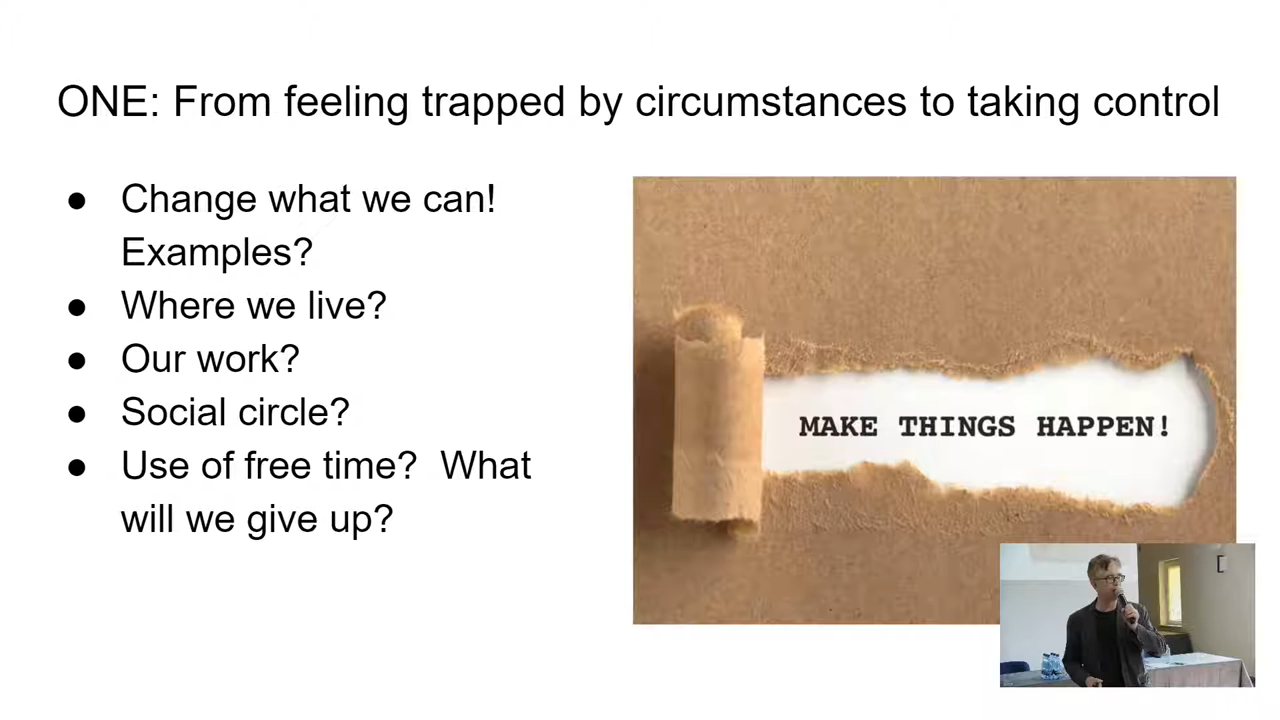 ONE: From feeling trapped by circumstances to taking control
● Change what we can!
Examples?
● Where we live?
● Our work?
● Social circle?
● Use of free time?  What
will we give up?
MAKE THINGS HAPPEN!